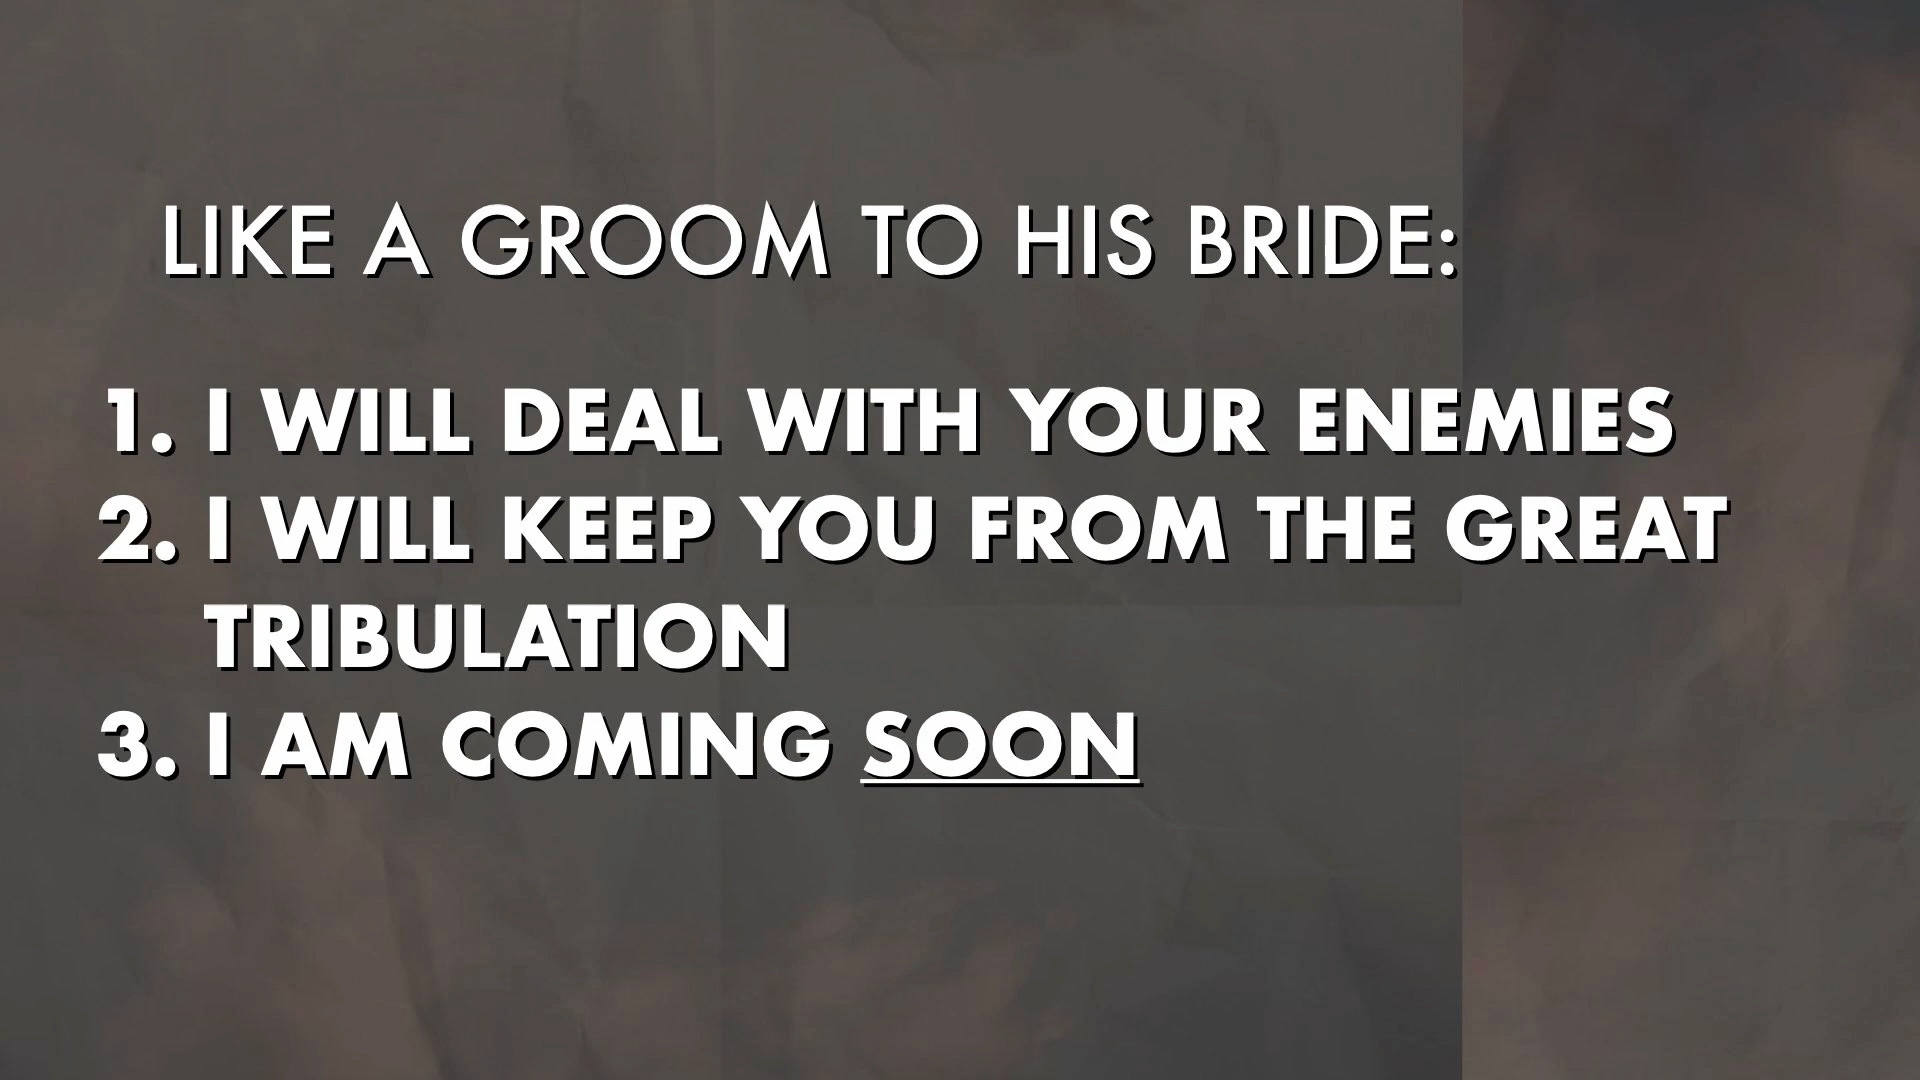 LIKE A GROOM TO HIS BRIDE:
1. I WILL DEAL WITH YOUR ENEMIES
2. I WILL KEEP YOU FROM THE GREAT
TRIBULATION
3. I AM COMING SOON